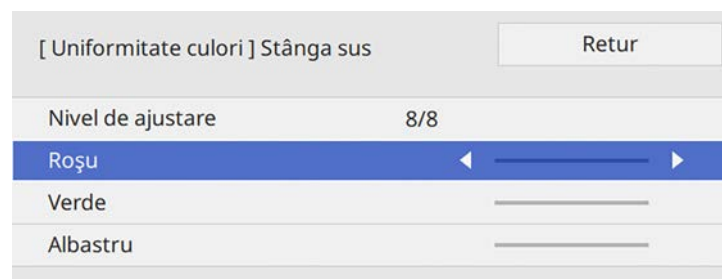 [ Uniformitate culori ] Stânga sus
Retur
Nivel de ajustare 8/8
Roşu
Verde
Albastru